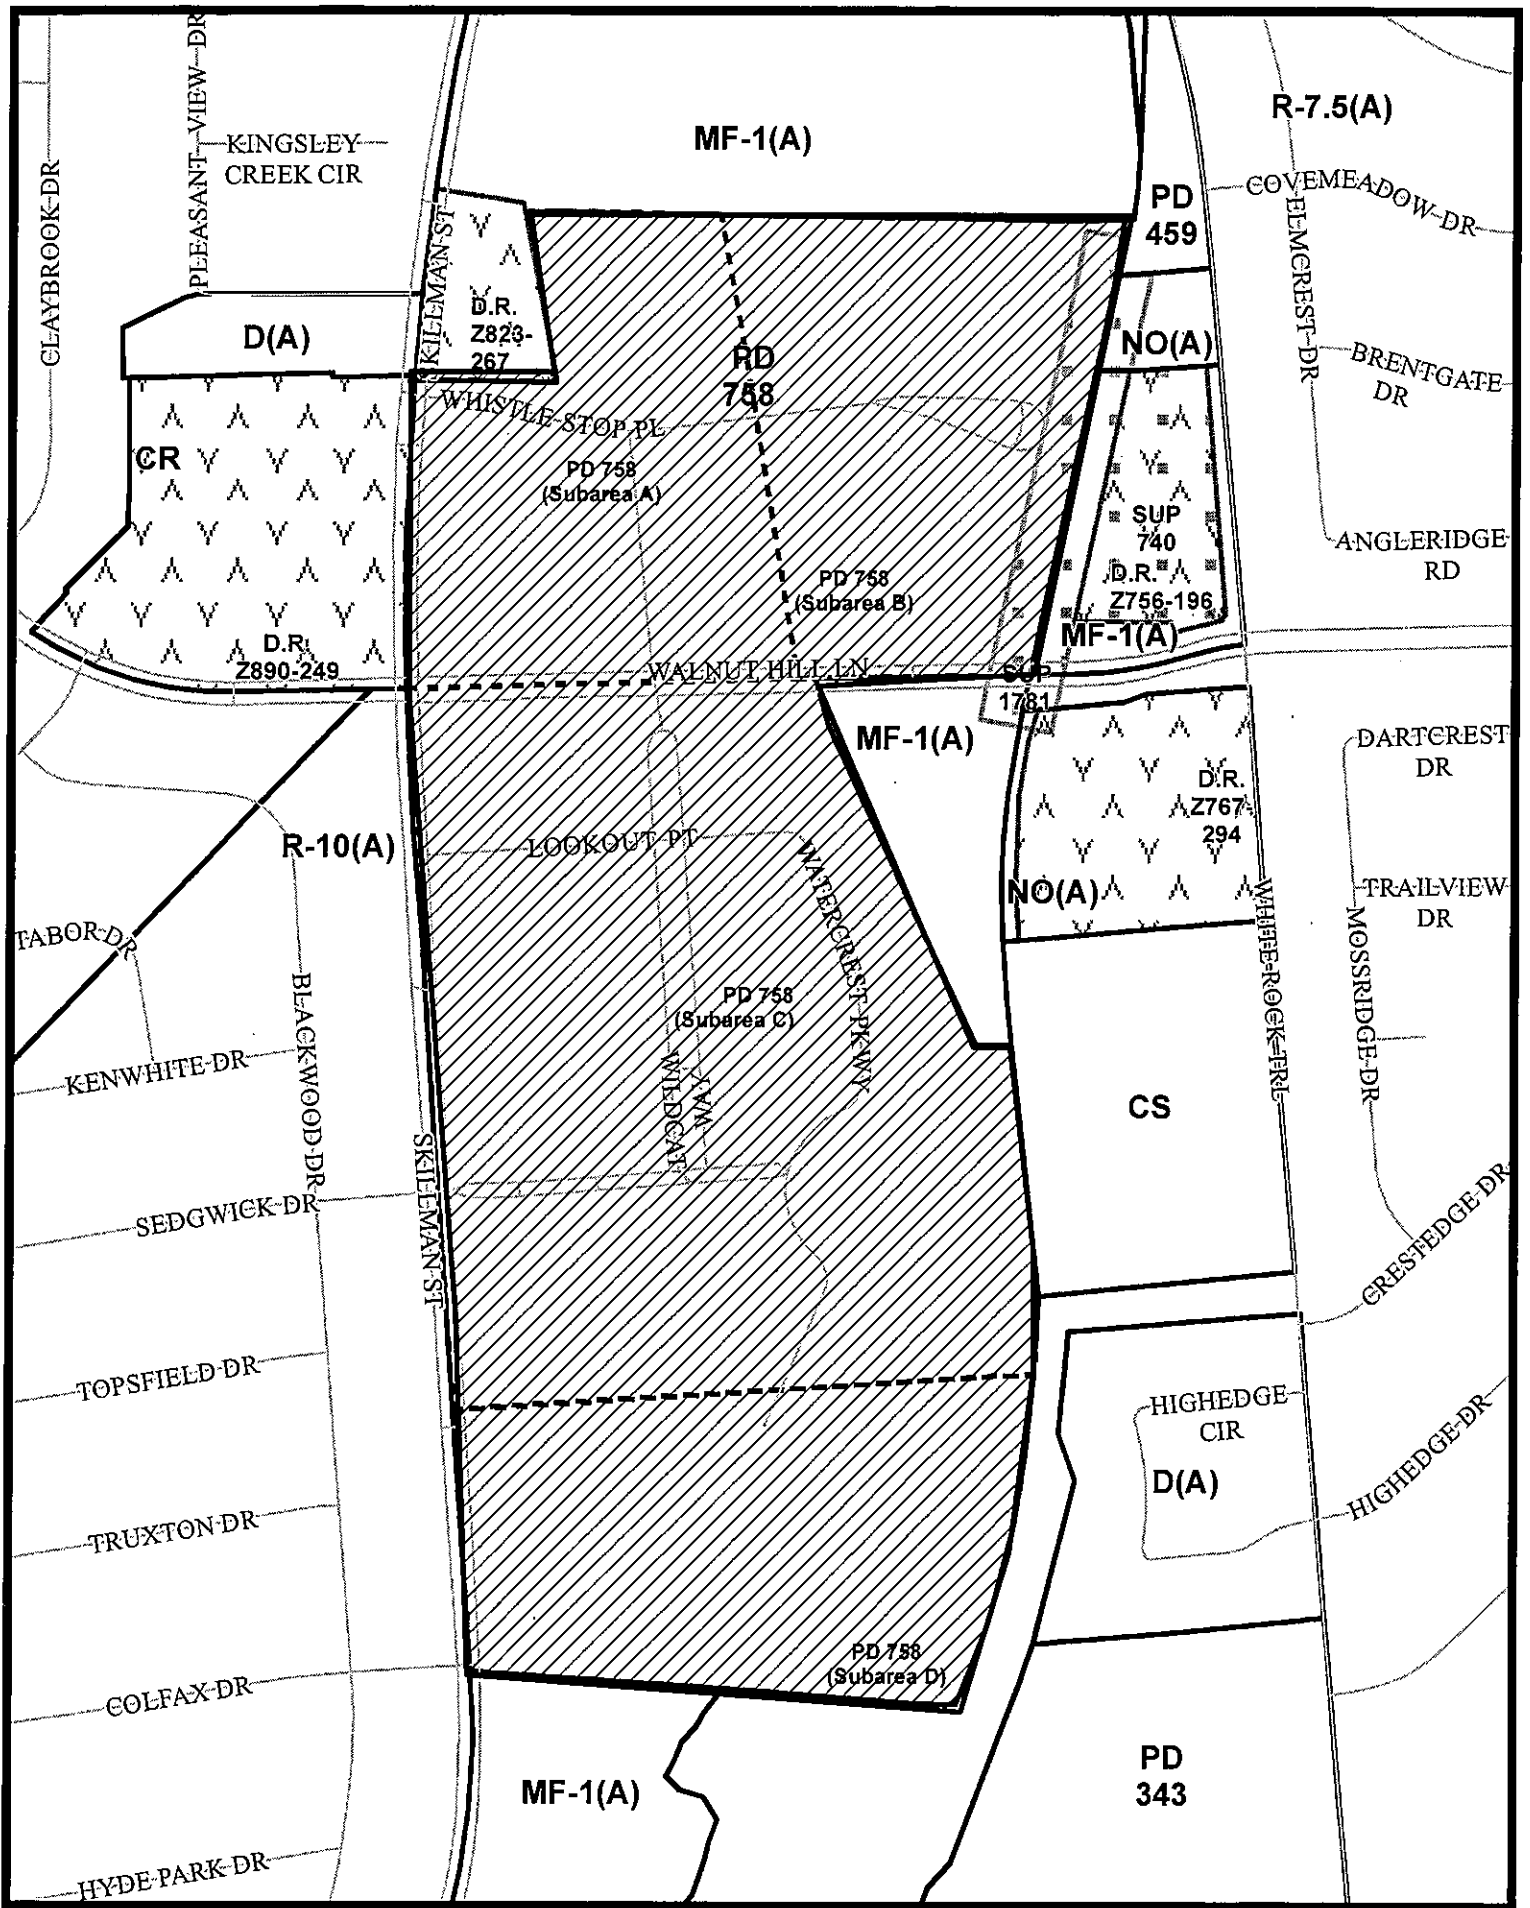 PLEASANT VIEW DR
KINGSLEY
CREEK CIR
CLAYBROOK DR
MF-1(A)
R-7.5(A)
PD
459
COVEMEADOW DR
ELMCREST DR
SKILLMAN ST
D.R.
Z823-
267
D(A)
PD
758
NO(A)
BRENTGATE
DR
WHISTLE STOP PL
CR
PD 758
(Subarea A)
SUP
740
D.R.
Z756-196
ANGLERIDGE
RD
PD 758
(Subarea B)
MF-1(A)
D.R.
Z890-249
WALNUT HILL LN
SUP
1781
MF-1(A)
DARTCREST
DR
D.R.
Z767-
294
R-10(A)
LOOKOUT PT
WATERCREST PKWY
NO(A)
WHITE ROCK TRL
TRAILVIEW
DR
MOSSRIDGE DR
TABOR DR
BLACKWOOD DR
PD 758
(Subarea C)
KENWHITE DR
WILDCAT
WAY
CS
SKILLMAN ST
SEDGWICK DR
CRESTEDGE DR
TOPSFIELD DR
HIGHEDGE
CIR
D(A)
HIGHEDGE DR
TRUXTON DR
PD 758
(Subarea D)
COLFAX DR
MF-1(A)
PD
343
HYDE PARK DR